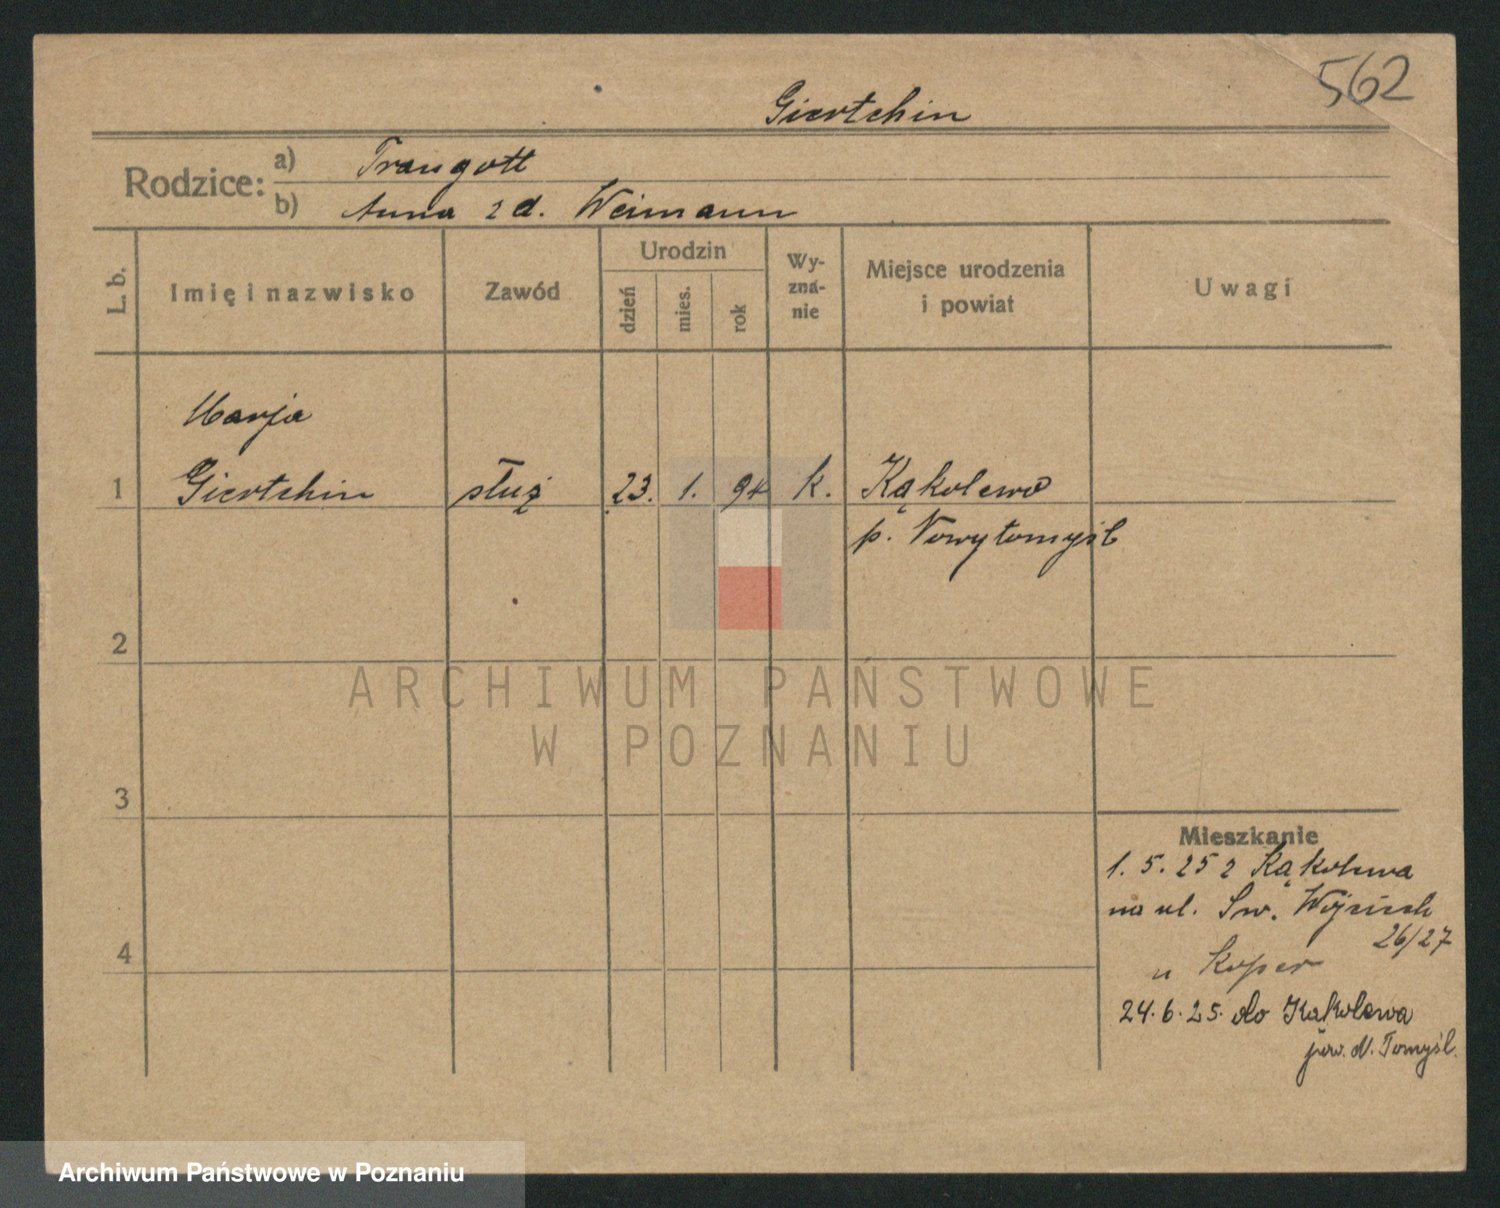 562
Giertchin
Rodzice:
a) Traugott
b) Anna z d. Weimann
L. b.
Imię i nazwisko
Zawód
Urodzin
dzień
mies.
rok
Wy-
zna-
nie
Miejsce urodzenia
i powiat
Uwagi
Marja
1 Giertchin służ 23. 1. 94 k. Kąkolewo
p. Nowytomyśl
2
ARCHIWUM PAŃSTWOWE
W POZNANIU
3
Mieszkanie
1. 5. 25 z Kąkolewa
na ul. Św. Wojciech
26/27
4
u Koper
24. 6. 25. do Kąkolewa
pow. N. Tomyśl.
Archiwum Państwowe w Poznaniu